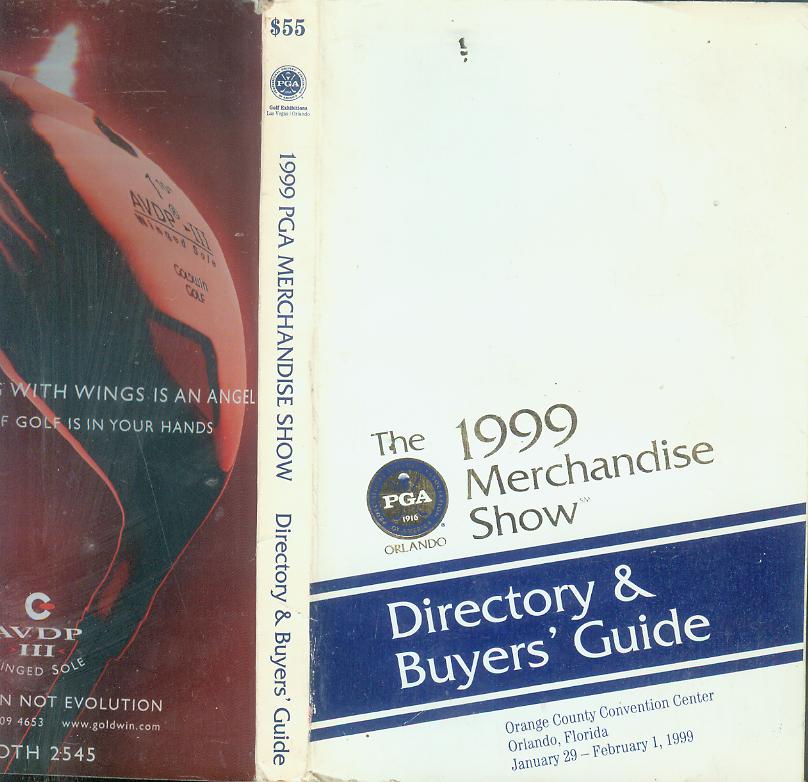 1
AVDP-III
Winged Sole
GOLDWIN
GOLF
WITH WINGS IS AN ANGEL
F GOLF IS IN YOUR HANDS
AVDP
III
INGED SOLE
N NOT EVOLUTION
09 4653 www.goldwin.com
OTH 2545
$55
PGA
Golf Exhibitions
Las Vegas / Orlando
1999 PGA MERCHANDISE SHOW Directory & Buyers' Guide
The 1999
Merchandise
Show SM
PGA
1916
ORLANDO
Directory &
Buyers' Guide
Orange County Convention Center
Orlando, Florida
January 29 – February 1, 1999